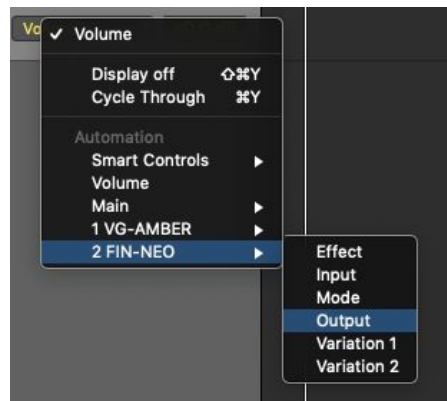 Vo
✓ Volume
Display off ⇧⌘Y
Cycle Through ⌘Y
Automation
Smart Controls ▶
Volume
Main ▶
1 VG-AMBER ▶
2 FIN-NEO ▶
Effect
Input
Mode
Output
Variation 1
Variation 2